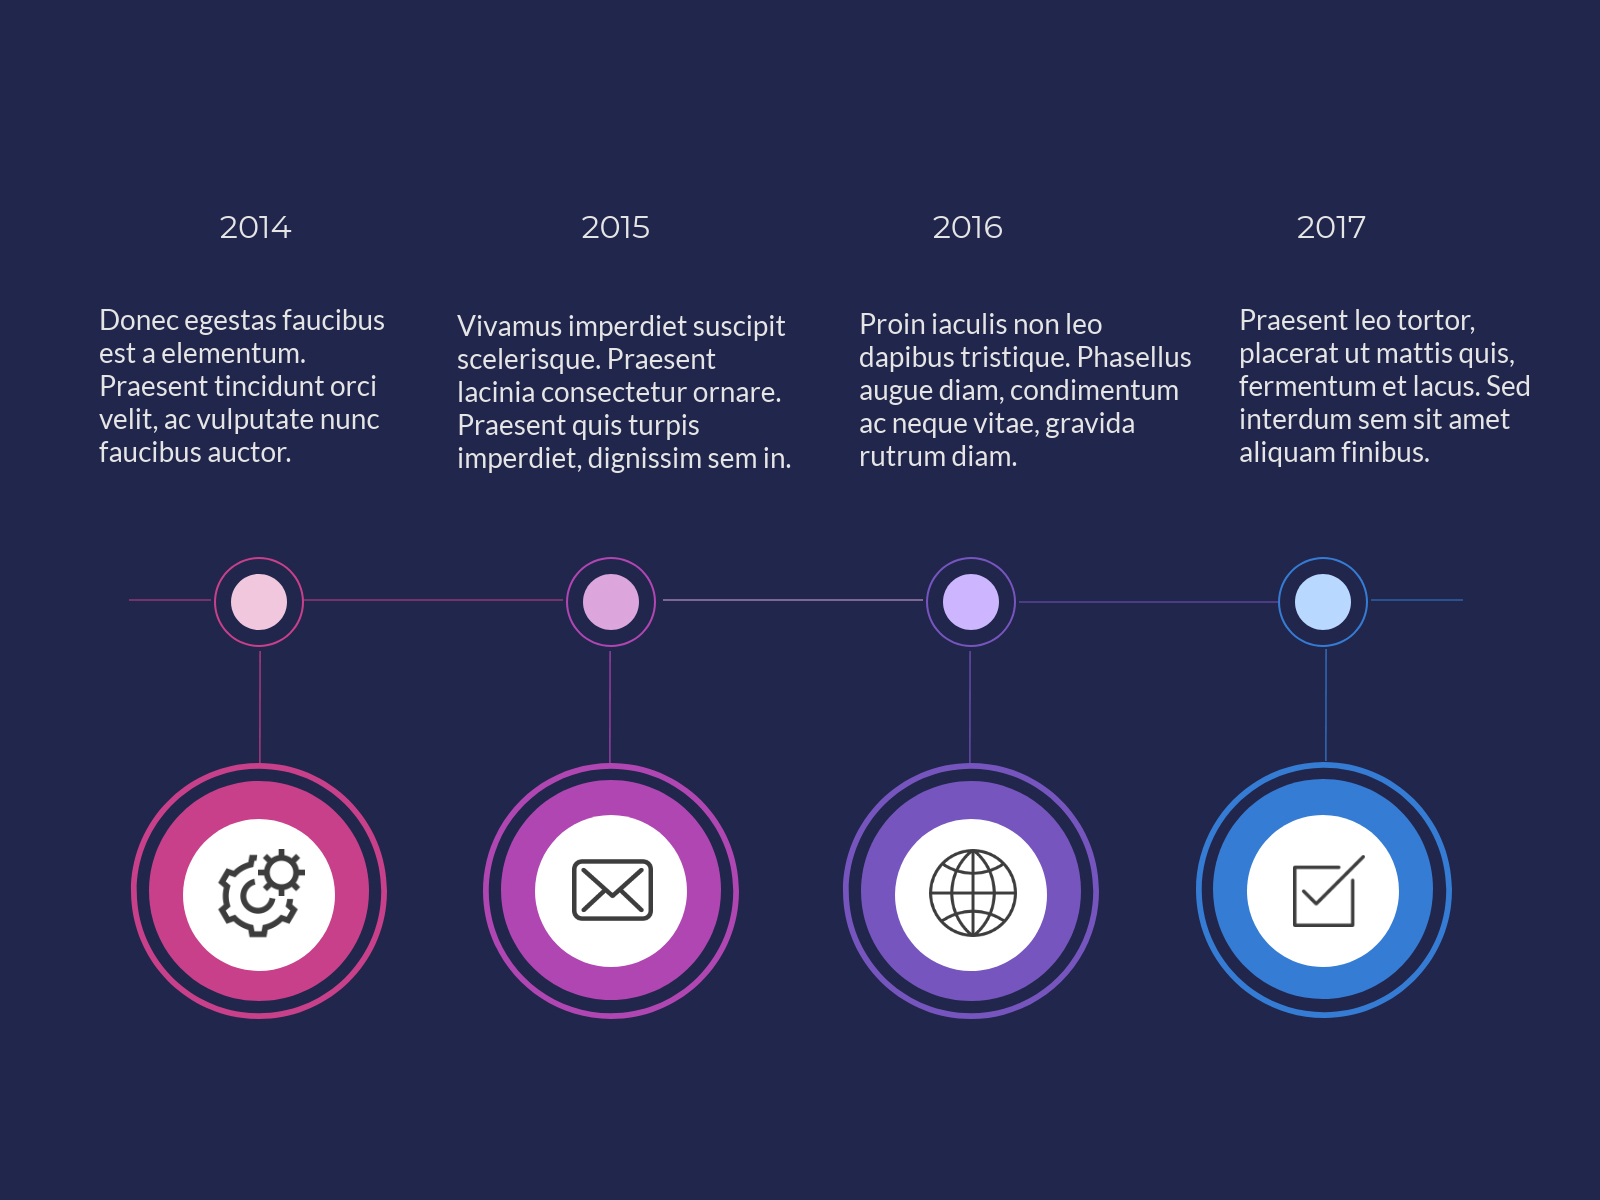 2014
Donec egestas faucibus
est a elementum.
Praesent tincidunt orci
velit, ac vulputate nunc
faucibus auctor.
2015
Vivamus imperdiet suscipit
scelerisque. Praesent
lacinia consectetur ornare.
Praesent quis turpis
imperdiet, dignissim sem in.
2016
Proin iaculis non leo
dapibus tristique. Phasellus
augue diam, condimentum
ac neque vitae, gravida
rutrum diam.
2017
Praesent leo tortor,
placerat ut mattis quis,
fermentum et lacus. Sed
interdum sem sit amet
aliquam finibus.